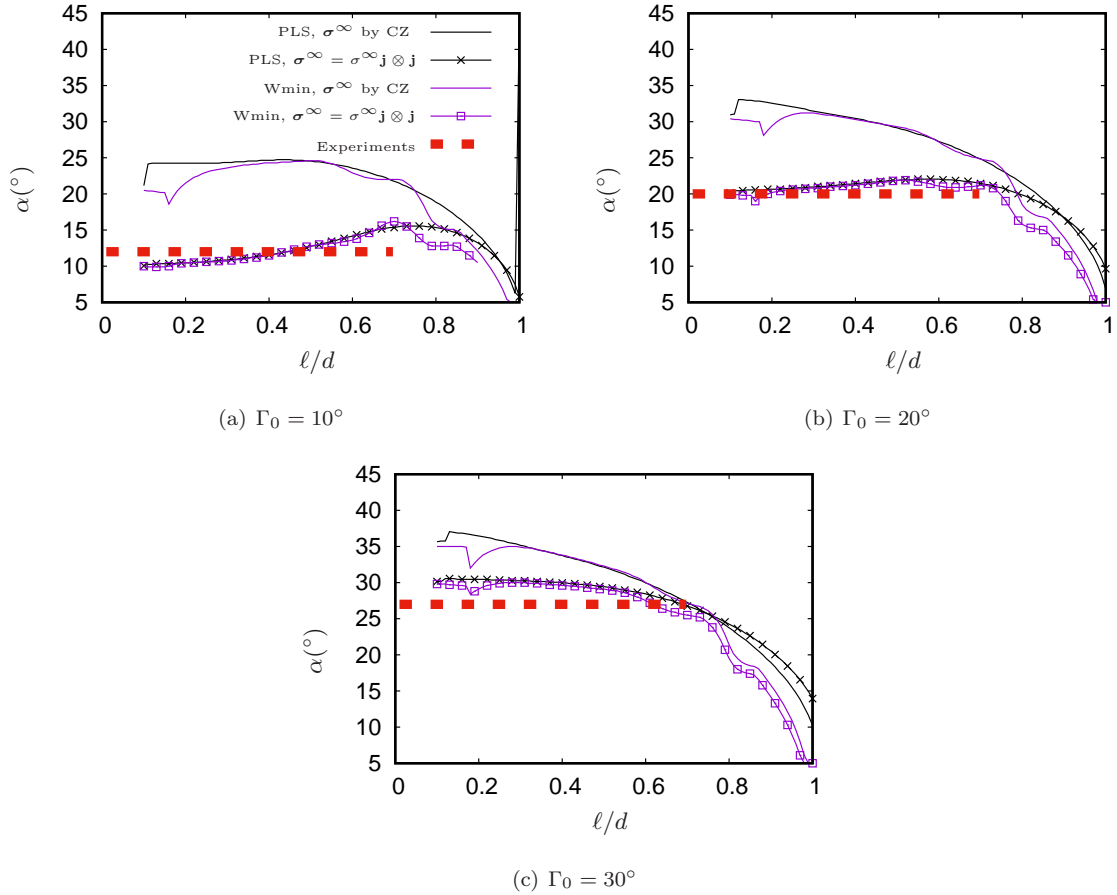 45
40
35
30
25
20
15
10
5
α(°)
0 0.2 0.4 0.6 0.8 1
ℓ/d
PLS, σ^∞ by CZ
PLS, σ^∞ = σ^∞ j ⊗ j
Wmin, σ^∞ by CZ
Wmin, σ^∞ = σ^∞ j ⊗ j
Experiments
(a) Γ₀ = 10°
45
40
35
30
25
20
15
10
5
α(°)
0 0.2 0.4 0.6 0.8 1
ℓ/d
(b) Γ₀ = 20°
45
40
35
30
25
20
15
10
5
α(°)
0 0.2 0.4 0.6 0.8 1
ℓ/d
(c) Γ₀ = 30°